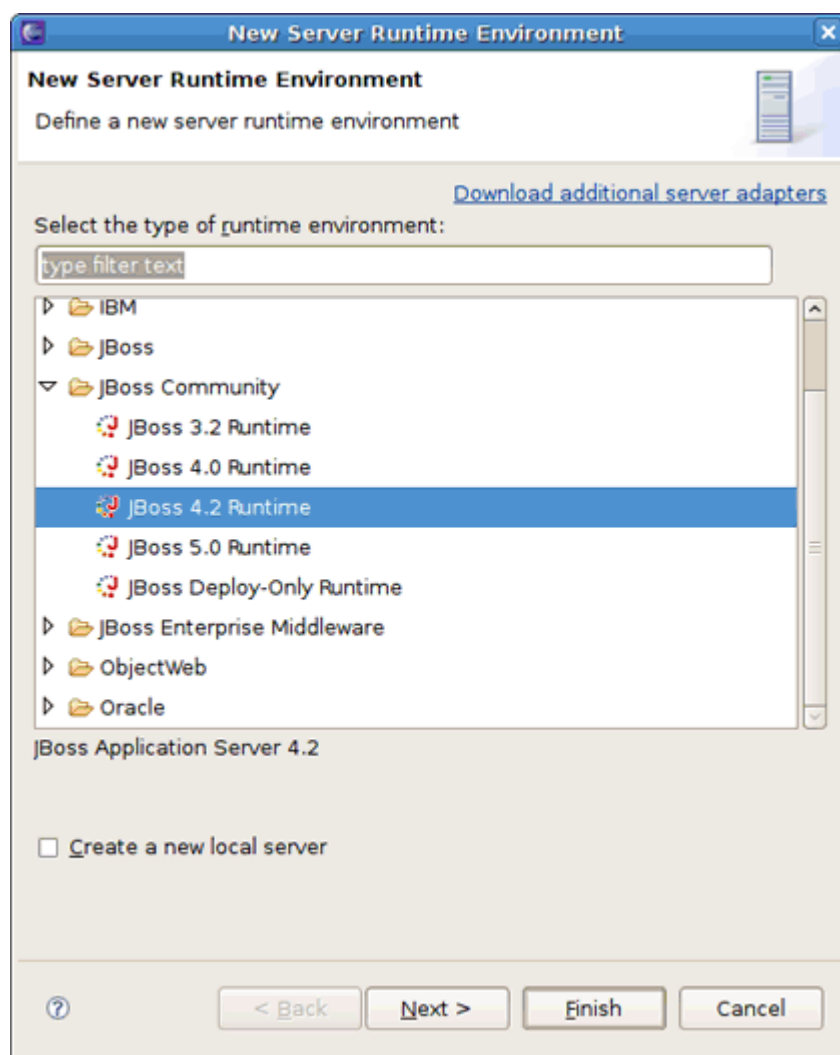 New Server Runtime Environment
New Server Runtime Environment
Define a new server runtime environment
Download additional server adapters
Select the type of runtime environment:
type filter text
IBM
JBoss
JBoss Community
JBoss 3.2 Runtime
JBoss 4.0 Runtime
JBoss 4.2 Runtime
JBoss 5.0 Runtime
JBoss Deploy-Only Runtime
JBoss Enterprise Middleware
ObjectWeb
Oracle
JBoss Application Server 4.2
Create a new local server
< Back Next > Finish Cancel